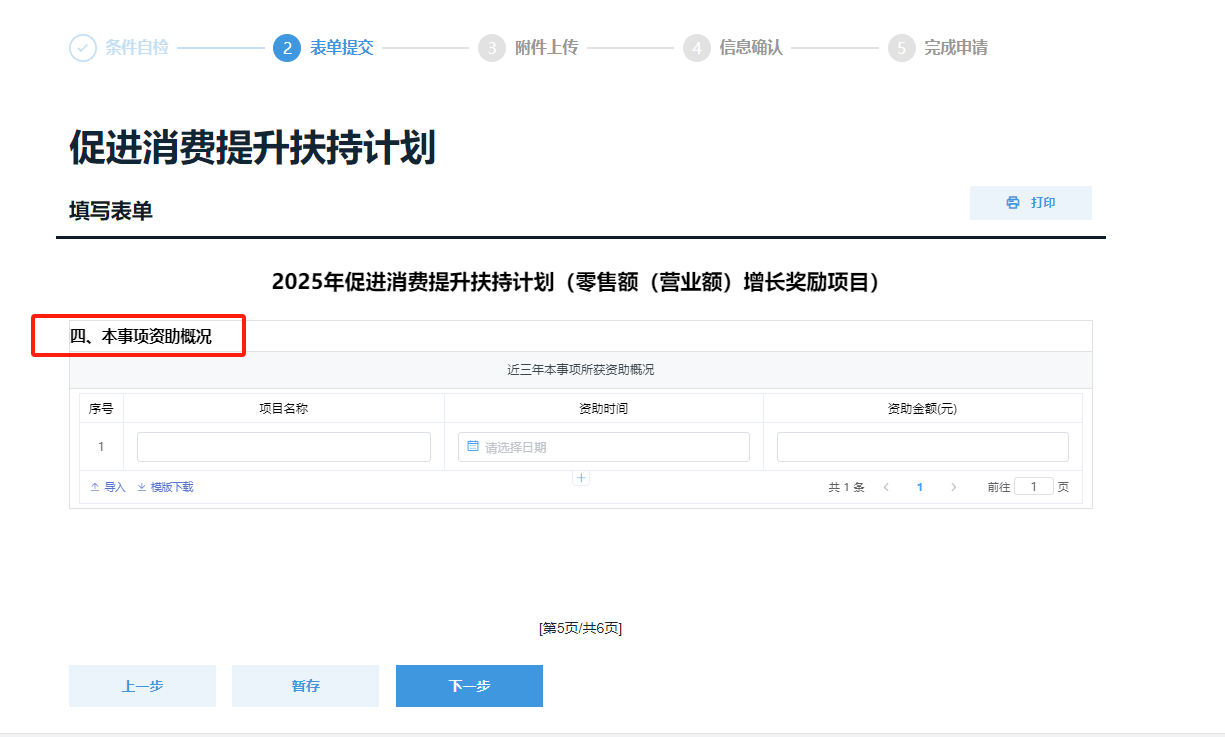 条件自检 2 表单提交 3 附件上传 4 信息确认 5 完成申请
促进消费提升扶持计划
填写表单
打印
2025年促进消费提升扶持计划（零售额（营业额）增长奖励项目）
四、本事项资助概况
近三年本事项所获资助概况
序号 项目名称 资助时间 资助金额(元)
1 请选择日期
导入 模版下载 共 1 条 1 前往 1 页
[第5页/共6页]
上一步 暂存 下一步